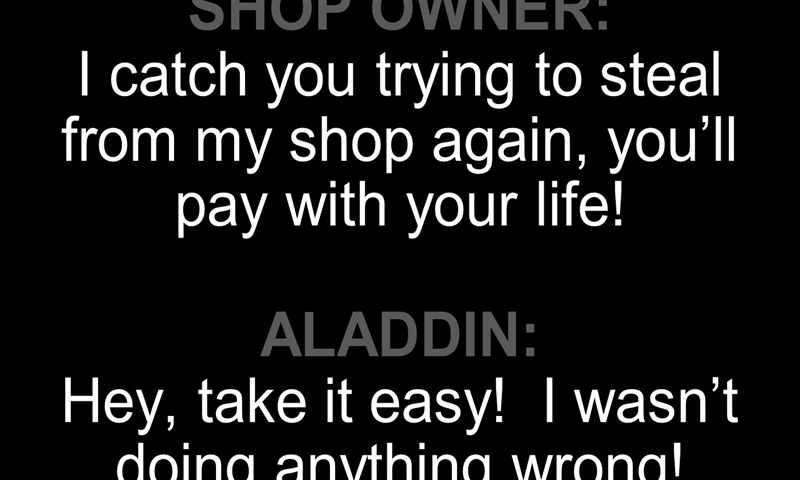 SHOP OWNER:
I catch you trying to steal
from my shop again, you’ll
pay with your life!
ALADDIN:
Hey, take it easy!  I wasn’t
doing anything wrong!